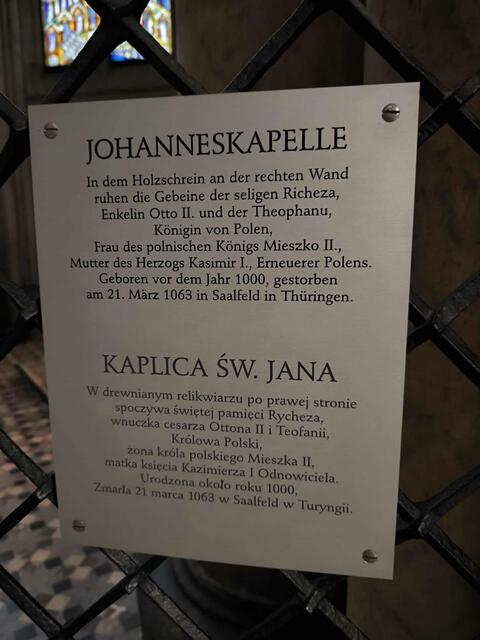 JOHANNESKAPELLE
In dem Holzschrein an der rechten Wand
ruhen die Gebeine der seligen Richeza,
Enkelin Otto II. und der Theophanu,
Königin von Polen,
Frau des polnischen Königs Mieszko II.,
Mutter des Herzogs Kasimir I., Erneuerer Polens.
Geboren vor dem Jahr 1000, gestorben
am 21. März 1063 in Saalfeld in Thüringen.
KAPLICA ŚW. JANA
W drewnianym relikwiarzu po prawej stronie
spoczywa świętej pamięci Rycheza,
wnuczka cesarza Ottona II i Teofanii,
Królowa Polski,
żona króla polskiego Mieszka II,
matka księcia Kazimierza I Odnowiciela.
Urodzona około roku 1000,
Zmarła 21 marca 1063 w Saalfeld w Turyngii.